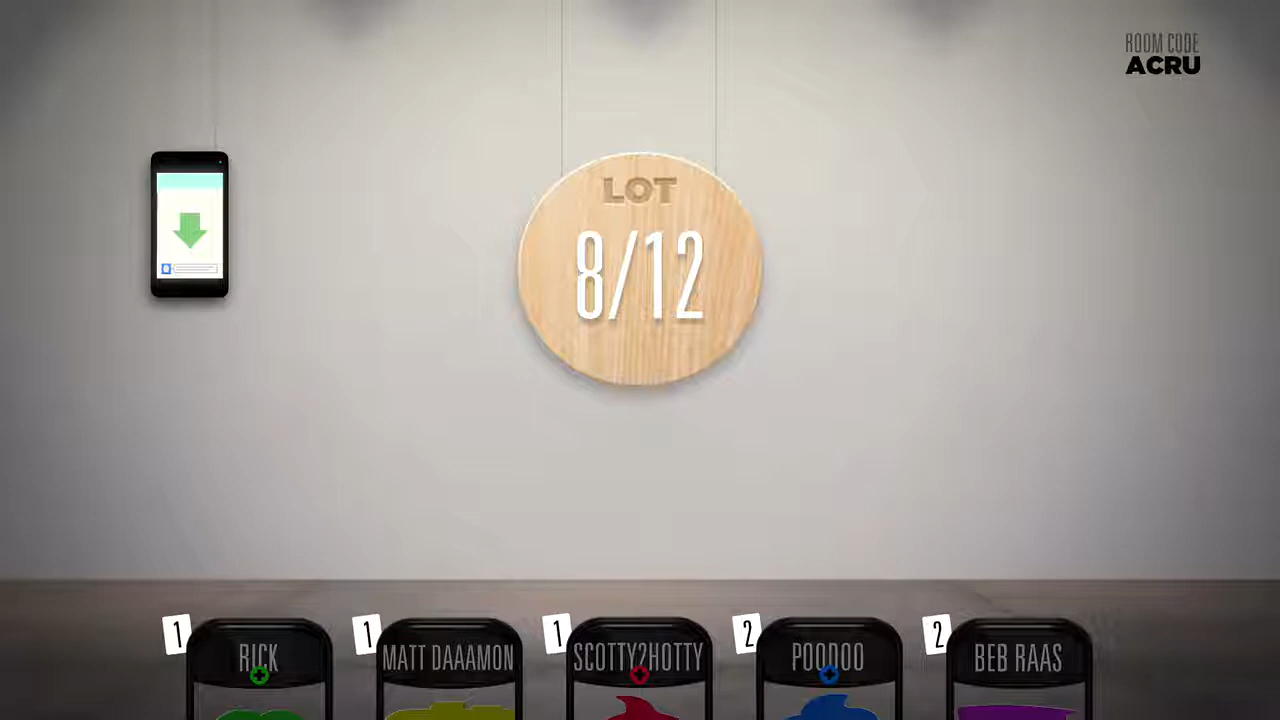 ROOM CODE
ACRU
LOT
8/12
1
RICK
1
MATT DAAAMON
1
SCOTTY2HOTTY
2
POODOO
2
BEB RAAS